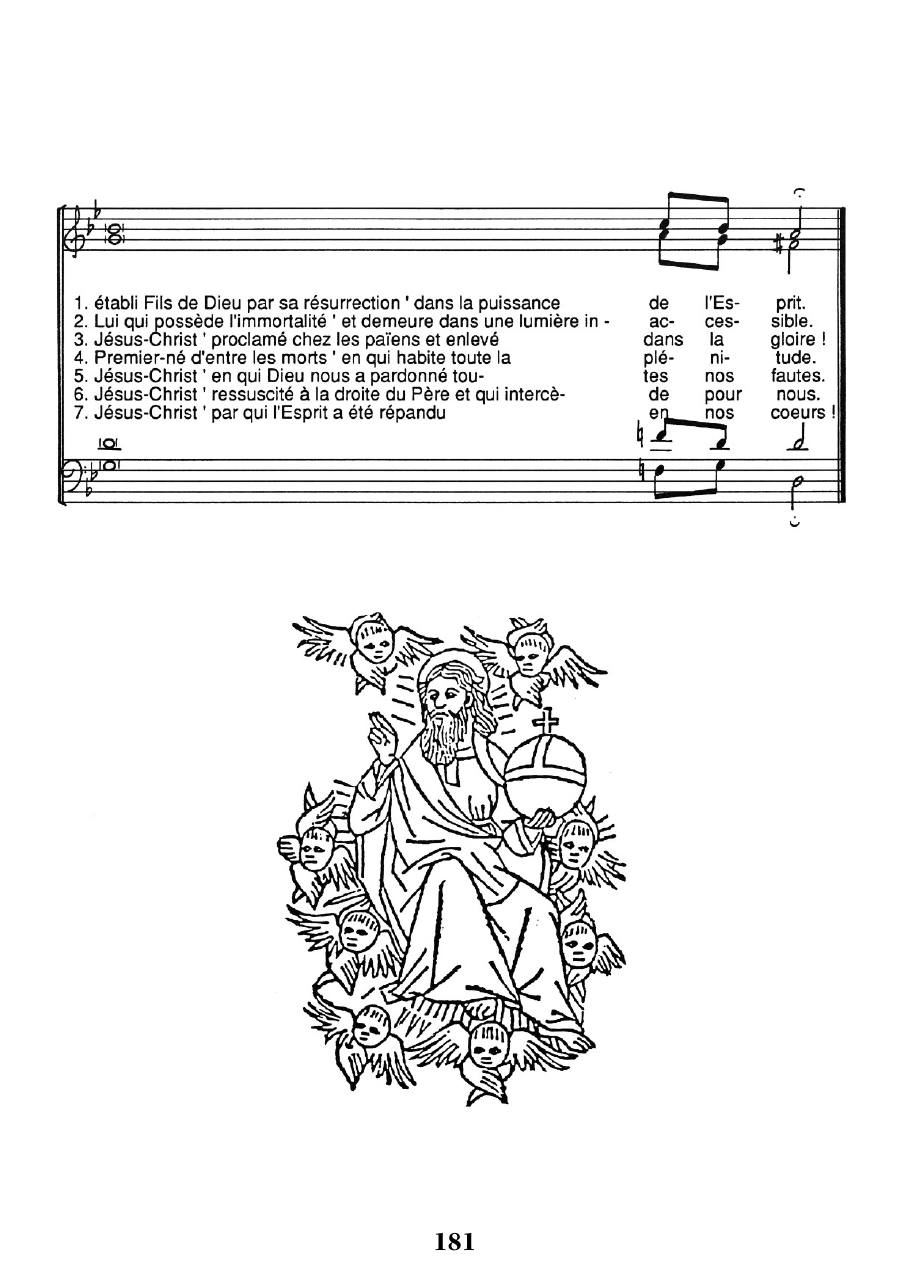 1. établi Fils de Dieu par sa résurrection ' dans la puissance de l'Es- prit.
2. Lui qui possède l'immortalité ' et demeure dans une lumière in - ac- ces- sible.
3. Jésus-Christ ' proclamé chez les païens et enlevé dans la gloire !
4. Premier-né d'entre les morts ' en qui habite toute la plé- ni- tude.
5. Jésus-Christ ' en qui Dieu nous a pardonné tou- tes nos fautes.
6. Jésus-Christ ' ressuscité à la droite du Père et qui intercè- de pour nous.
7. Jésus-Christ ' par qui l'Esprit a été répandu en nos coeurs !
181